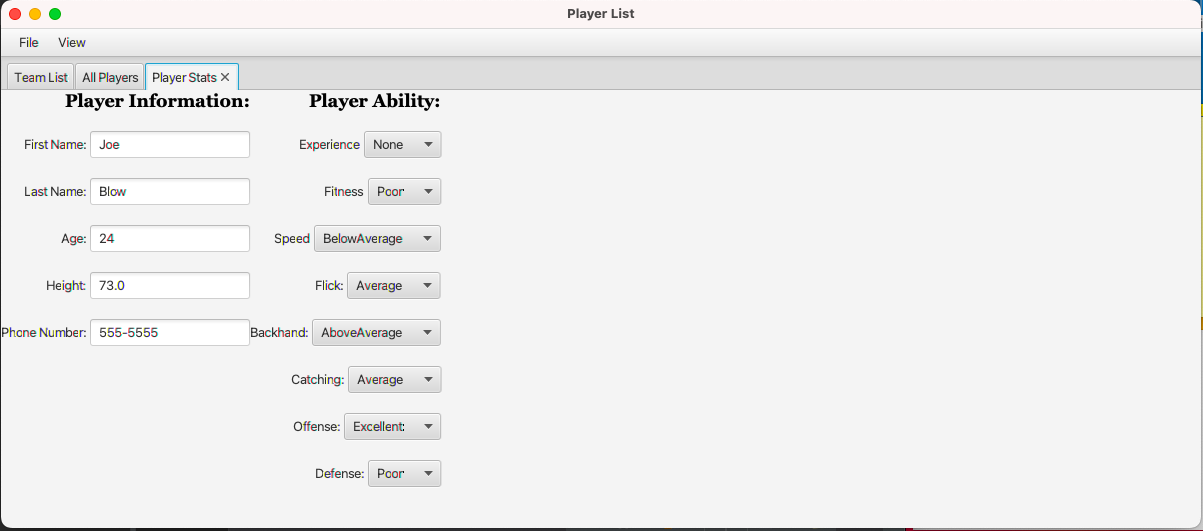 Player List
File View
Team List All Players Player Stats ✕
Player Information: Player Ability:
First Name: Joe Experience None
Last Name: Blow Fitness Poor
Age: 24 Speed BelowAverage
Height: 73.0 Flick: Average
Phone Number: 555-5555 Backhand: AboveAverage
Catching: Average
Offense: Excellent:
Defense: Poor